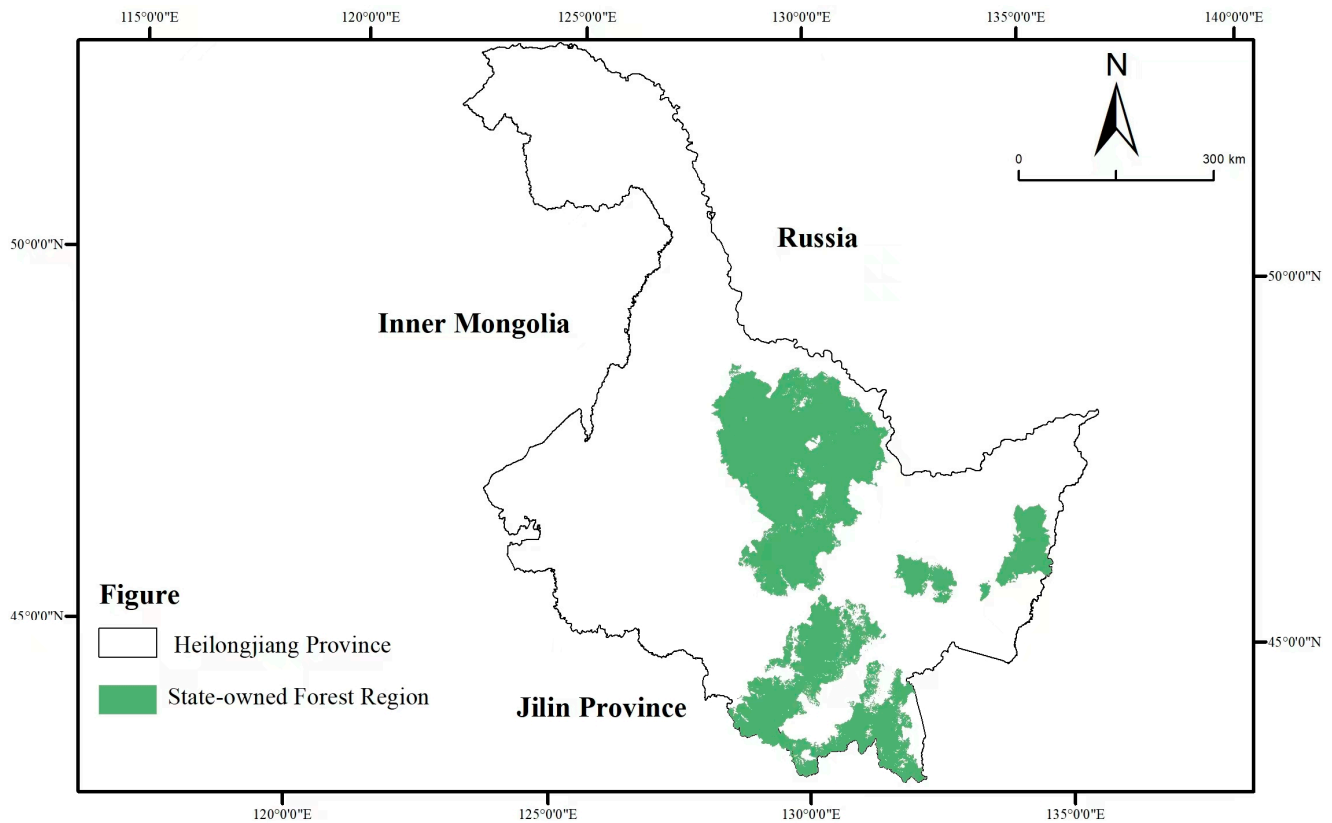 115°0'0"E 120°0'0"E 125°0'0"E 130°0'0"E 135°0'0"E 140°0'0"E
N
0 300 km
Russia
50°0'0"N
50°0'0"N
Inner Mongolia
Figure
45°0'0"N
Heilongjiang Province
45°0'0"N
State-owned Forest Region
Jilin Province
120°0'0"E 125°0'0"E 130°0'0"E 135°0'0"E